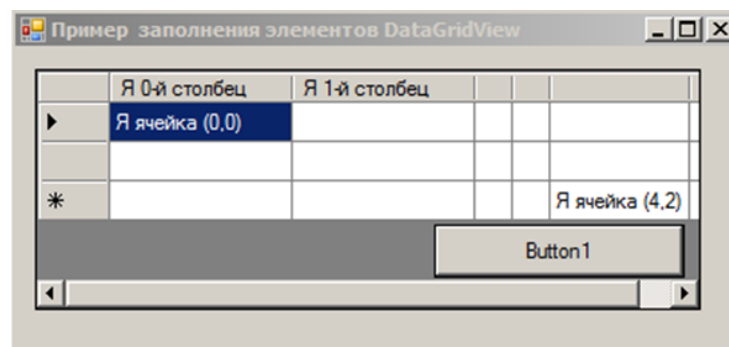 Пример заполнения элементов DataGridView
Я 0-й столбец Я 1-й столбец
Я ячейка (0,0)
Я ячейка (4,2)
Button1